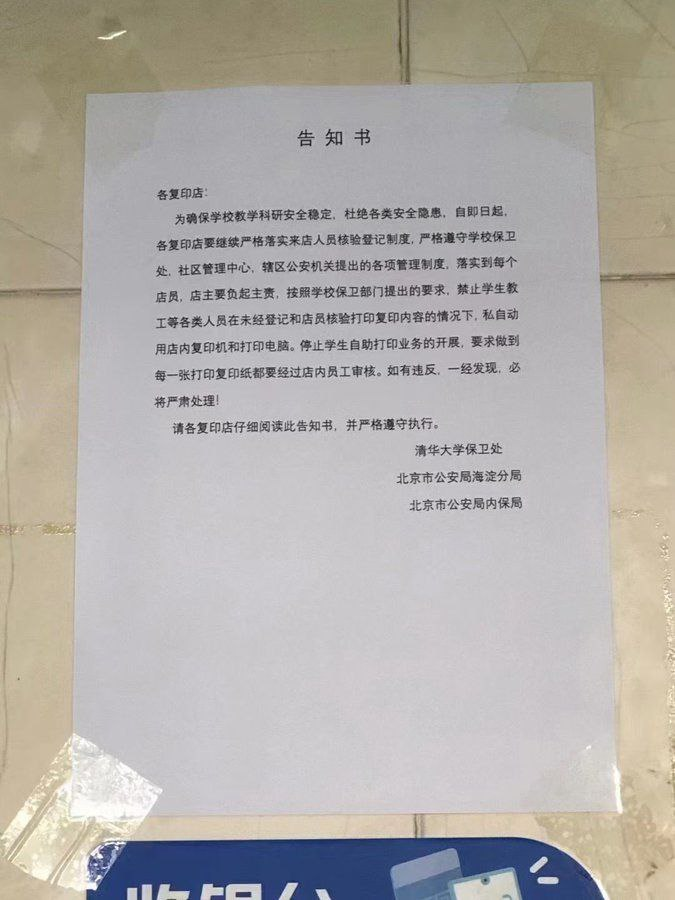 告知书
各复印店：
为确保学校教学科研安全稳定，杜绝各类安全隐患，自即日起，
各复印店要继续严格落实来店人员核验登记制度，严格遵守学校保卫
处，社区管理中心，辖区公安机关提出的各项管理制度，落实到每个
店员，店主要负起主责，按照学校保卫部门提出的要求，禁止学生教
工等各类人员在未经登记和店员核验打印复印内容的情况下，私自动
用店内复印机和打印电脑。停止学生自助打印业务的开展，要求做到
每一张打印复印纸都要经过店内员工审核。如有违反，一经发现，必
将严肃处理！
请各复印店仔细阅读此告知书，并严格遵守执行。
清华大学保卫处
北京市公安局海淀分局
北京市公安局内保局
收银台